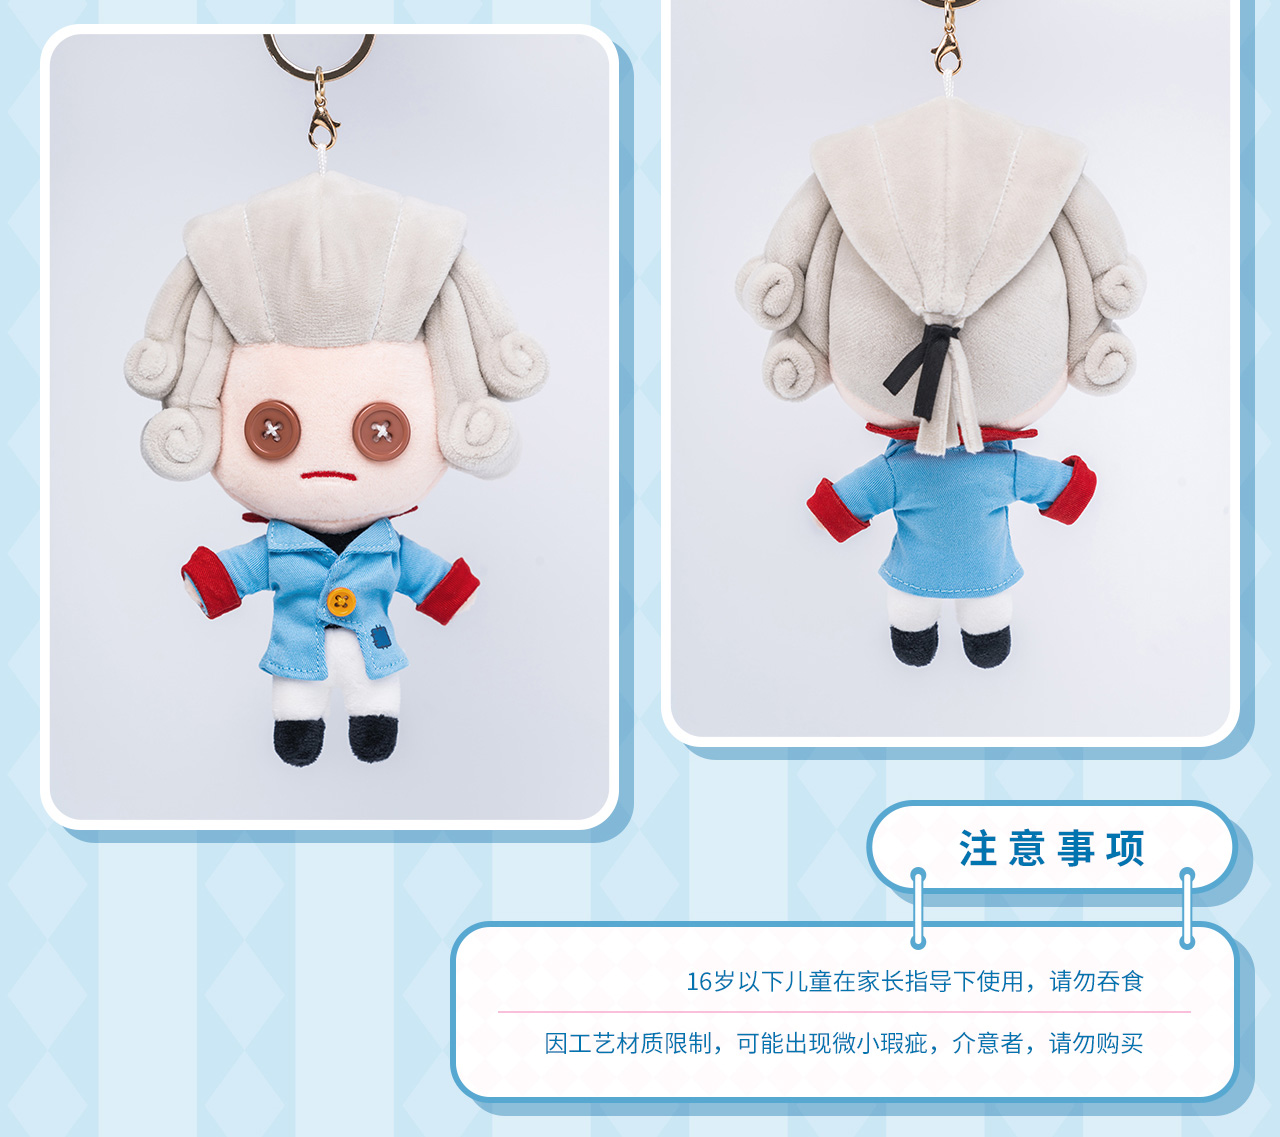 注意事项
16岁以下儿童在家长指导下使用，请勿吞食
因工艺材质限制，可能出现微小瑕疵，介意者，请勿购买